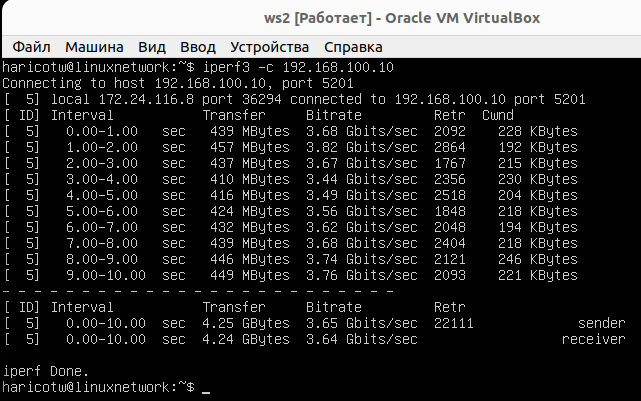 ws2 [Работает] - Oracle VM VirtualBox
Файл Машина Вид Ввод Устройства Справка
haricotw@linuxnetwork:~$ iperf3 -c 192.168.100.10
Connecting to host 192.168.100.10, port 5201
[  5] local 172.24.116.8 port 36294 connected to 192.168.100.10 port 5201
[ ID] Interval           Transfer     Bitrate         Retr  Cwnd
[  5]   0.00-1.00   sec   439 MBytes  3.68 Gbits/sec  2092    228 KBytes
[  5]   1.00-2.00   sec   457 MBytes  3.82 Gbits/sec  2864    192 KBytes
[  5]   2.00-3.00   sec   437 MBytes  3.67 Gbits/sec  1767    215 KBytes
[  5]   3.00-4.00   sec   410 MBytes  3.44 Gbits/sec  2356    230 KBytes
[  5]   4.00-5.00   sec   416 MBytes  3.49 Gbits/sec  2518    204 KBytes
[  5]   5.00-6.00   sec   424 MBytes  3.56 Gbits/sec  1848    218 KBytes
[  5]   6.00-7.00   sec   432 MBytes  3.62 Gbits/sec  2048    194 KBytes
[  5]   7.00-8.00   sec   439 MBytes  3.68 Gbits/sec  2404    218 KBytes
[  5]   8.00-9.00   sec   446 MBytes  3.74 Gbits/sec  2121    246 KBytes
[  5]   9.00-10.00  sec   449 MBytes  3.76 Gbits/sec  2093    221 KBytes
- - - - - - - - - - - - - - - - - - - - - - - - -
[ ID] Interval           Transfer     Bitrate         Retr
[  5]   0.00-10.00  sec  4.25 GBytes  3.65 Gbits/sec  22111             sender
[  5]   0.00-10.00  sec  4.24 GBytes  3.64 Gbits/sec                  receiver
iperf Done.
haricotw@linuxnetwork:~$ _